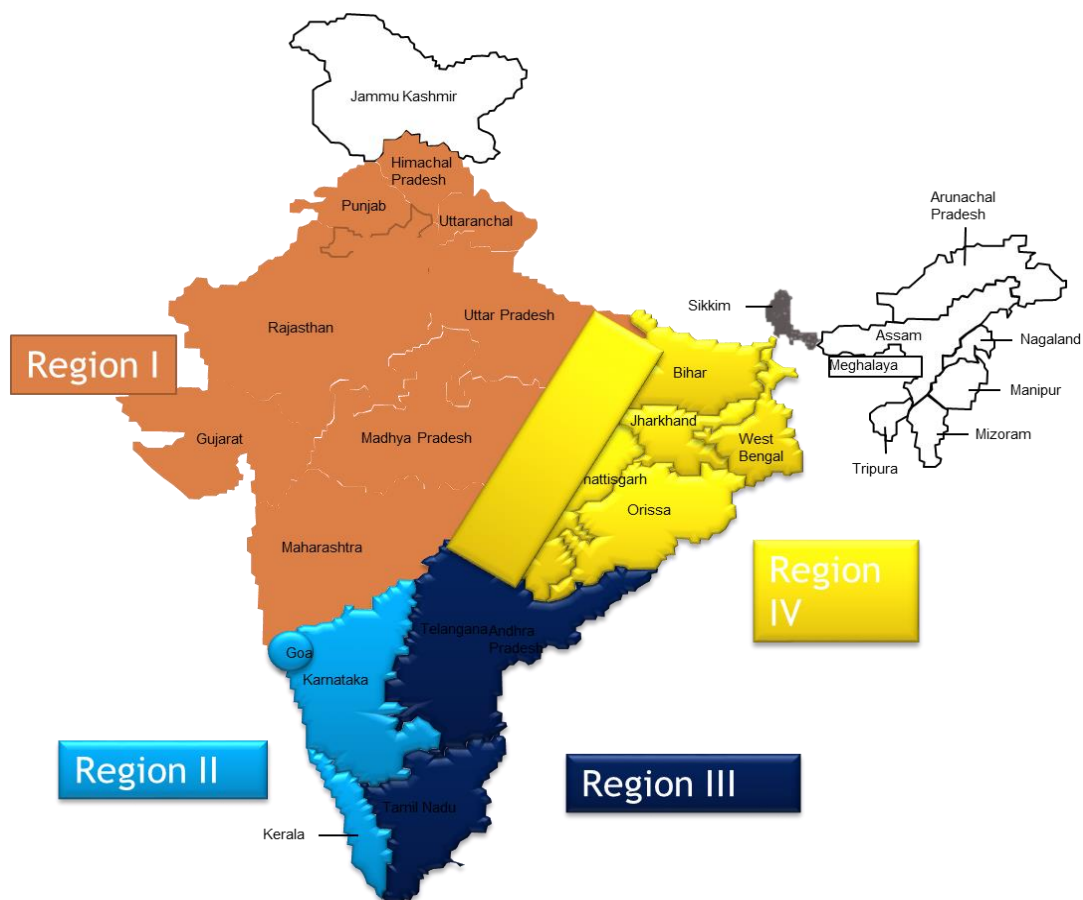 Jammu Kashmir
Himachal
Pradesh
Punjab
Uttaranchal
Arunachal
Pradesh
Sikkim
Rajasthan
Uttar Pradesh
Assam
Nagaland
Region I
Meghalaya
Bihar
Manipur
Gujarat
Madhya Pradesh
Jharkhand
West
Bengal
Mizoram
Tripura
hattisgarh
Orissa
Maharashtra
Region
IV
Telangana
Andhra
Pradesh
Goa
Karnataka
Region II
Region III
Tamil Nadu
Kerala